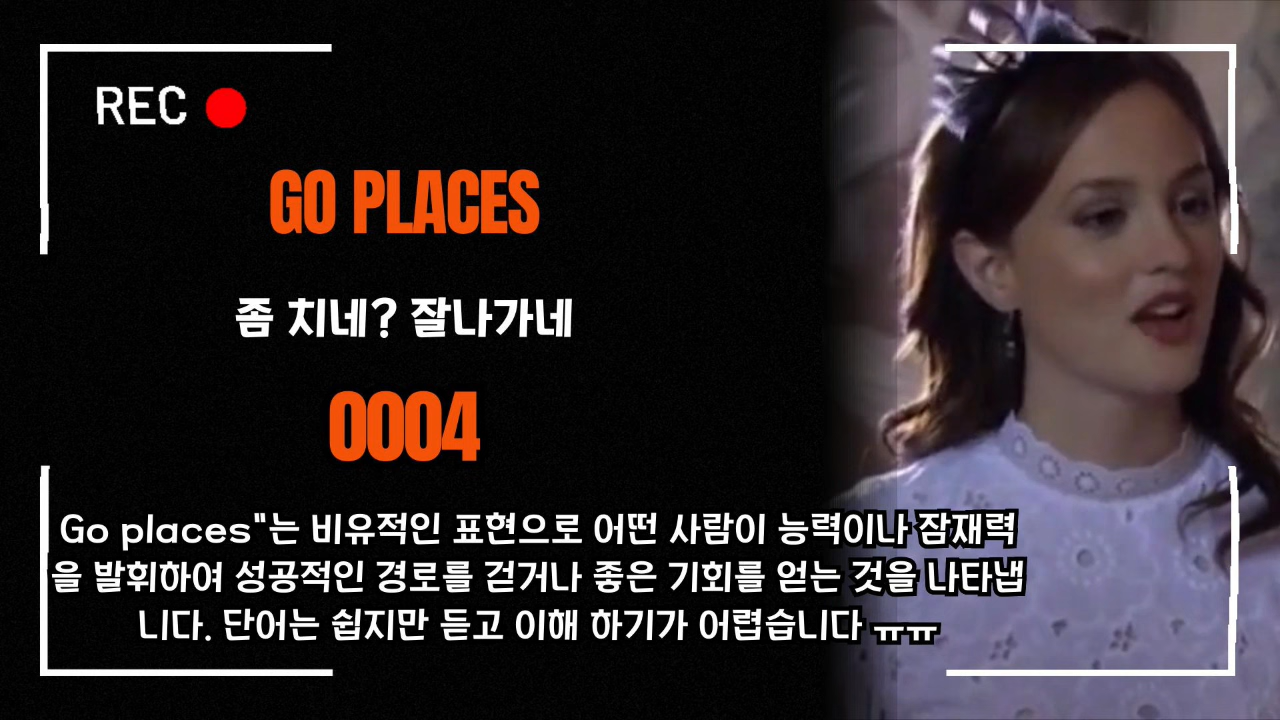 REC
GO PLACES
좀 치네? 잘나가네
0004
Go places"는 비유적인 표현으로 어떤 사람이 능력이나 잠재력
을 발휘하여 성공적인 경로를 걷거나 좋은 기회를 얻는 것을 나타냅
니다. 단어는 쉽지만 듣고 이해 하기가 어렵습니다 ㅠㅠ